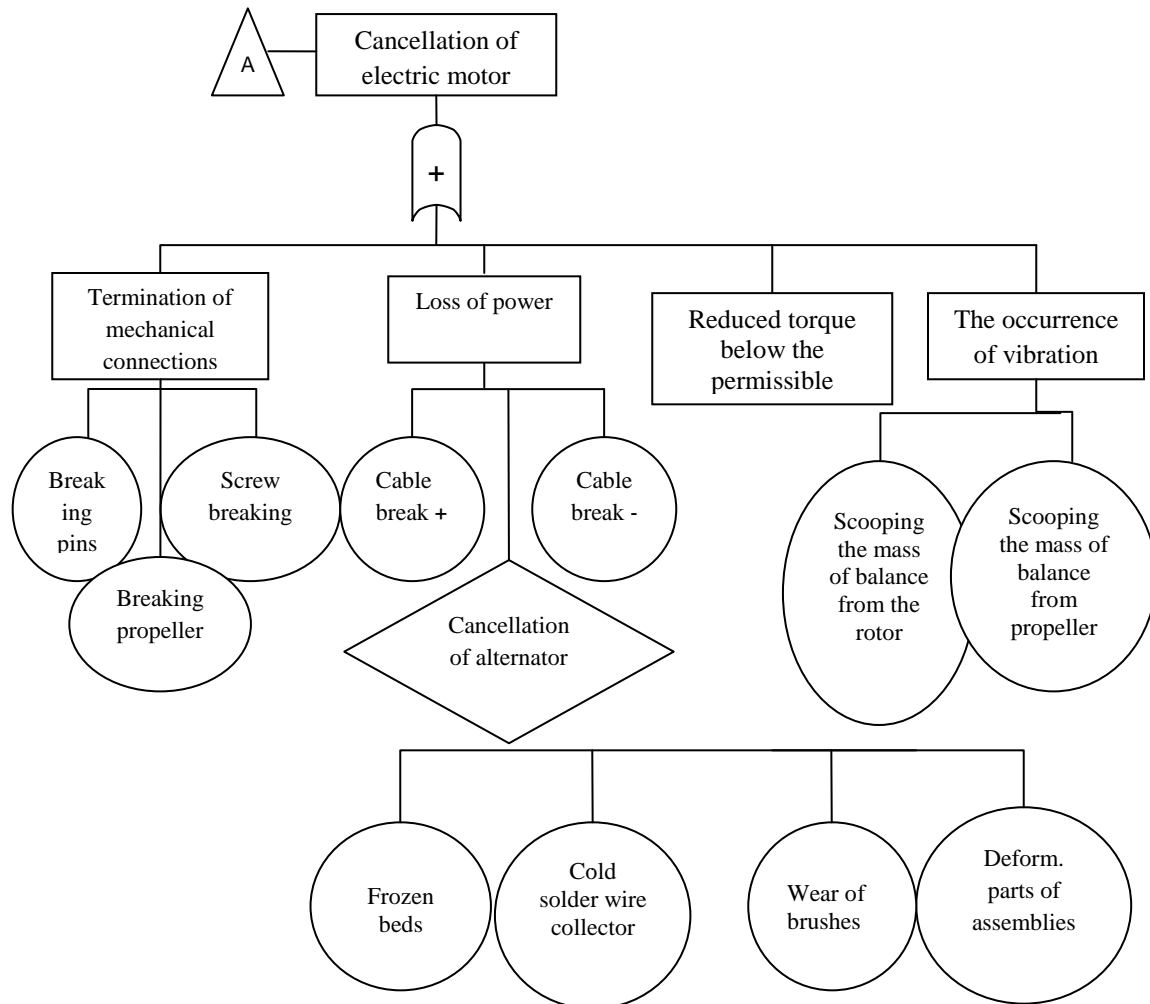 A
Cancellation of
electric motor
+
Termination of
mechanical
connections
Loss of power
Reduced torque
below the
permissible
The occurrence
of vibration
Break
ing
pins
Screw
breaking
Breaking
propeller
Cable
break +
Cable
break -
Cancellation
of alternator
Scooping
the mass
of balance
from the
rotor
Scooping
the mass of
balance
from
propeller
Frozen
beds
Cold
solder wire
collector
Wear of
brushes
Deform.
parts of
assemblies